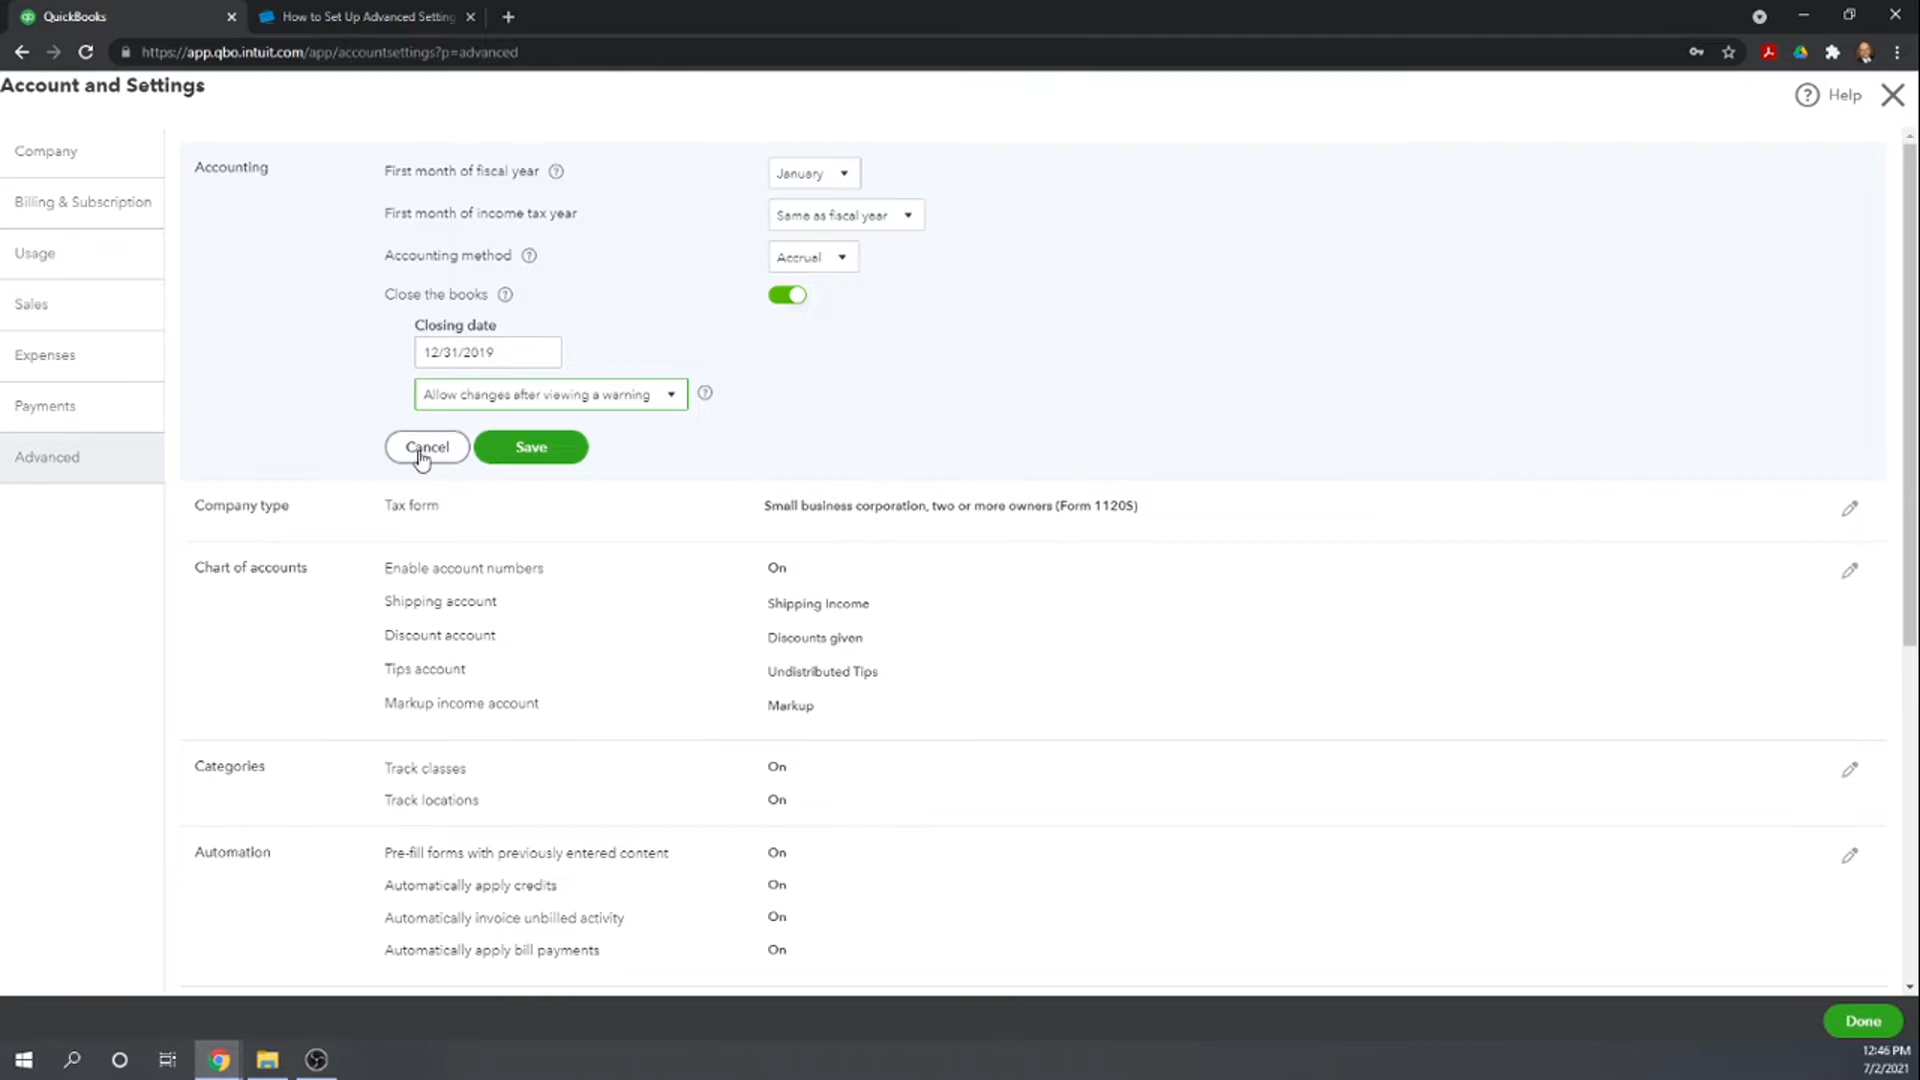 QuickBooks
How to Set Up Advanced Setting
https://app.qbo.intuit.com/app/accountsettings?p=advanced
Account and Settings
Help
Company
Billing & Subscription
Usage
Sales
Expenses
Payments
Advanced
Accounting
First month of fiscal year
January
First month of income tax year
Same as fiscal year
Accounting method
Accrual
Close the books
Closing date
12/31/2019
Allow changes after viewing a warning
Cancel
Save
Company type
Tax form
Small business corporation, two or more owners (Form 1120S)
Chart of accounts
Enable account numbers
On
Shipping account
Shipping Income
Discount account
Discounts given
Tips account
Undistributed Tips
Markup income account
Markup
Categories
Track classes
On
Track locations
On
Automation
Pre-fill forms with previously entered content
On
Automatically apply credits
On
Automatically invoice unbilled activity
On
Automatically apply bill payments
On
Done
12:46 PM
7/2/2021